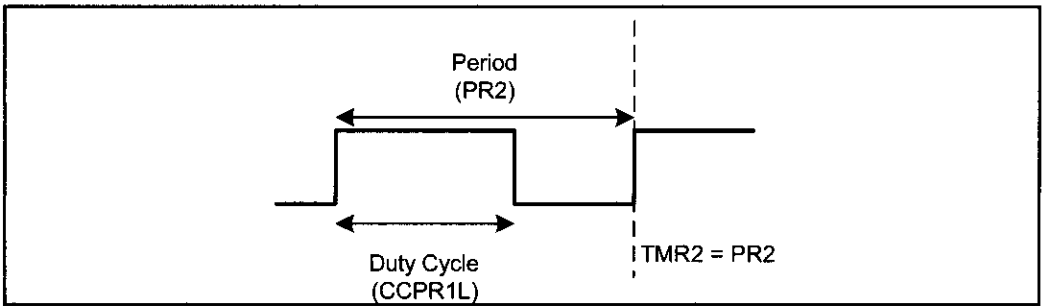 Period
(PR2)
Duty Cycle
(CCPR1L)
TMR2 = PR2